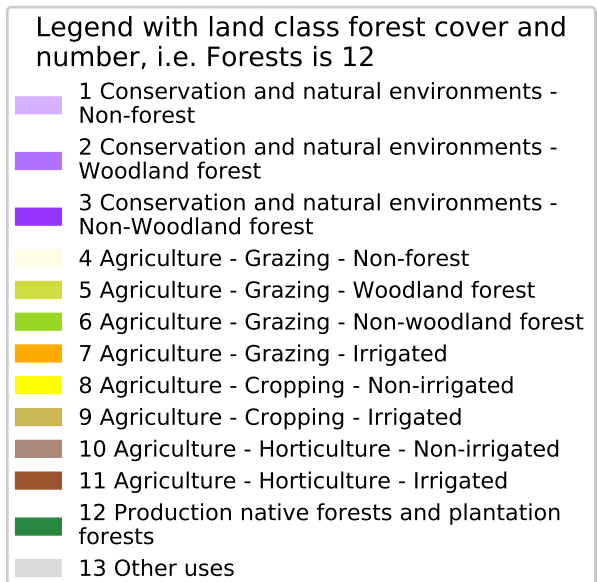 Legend with land class forest cover and
number, i.e. Forests is 12
1 Conservation and natural environments -
Non-forest
2 Conservation and natural environments -
Woodland forest
3 Conservation and natural environments -
Non-Woodland forest
4 Agriculture - Grazing - Non-forest
5 Agriculture - Grazing - Woodland forest
6 Agriculture - Grazing - Non-woodland forest
7 Agriculture - Grazing - Irrigated
8 Agriculture - Cropping - Non-irrigated
9 Agriculture - Cropping - Irrigated
10 Agriculture - Horticulture - Non-irrigated
11 Agriculture - Horticulture - Irrigated
12 Production native forests and plantation
forests
13 Other uses